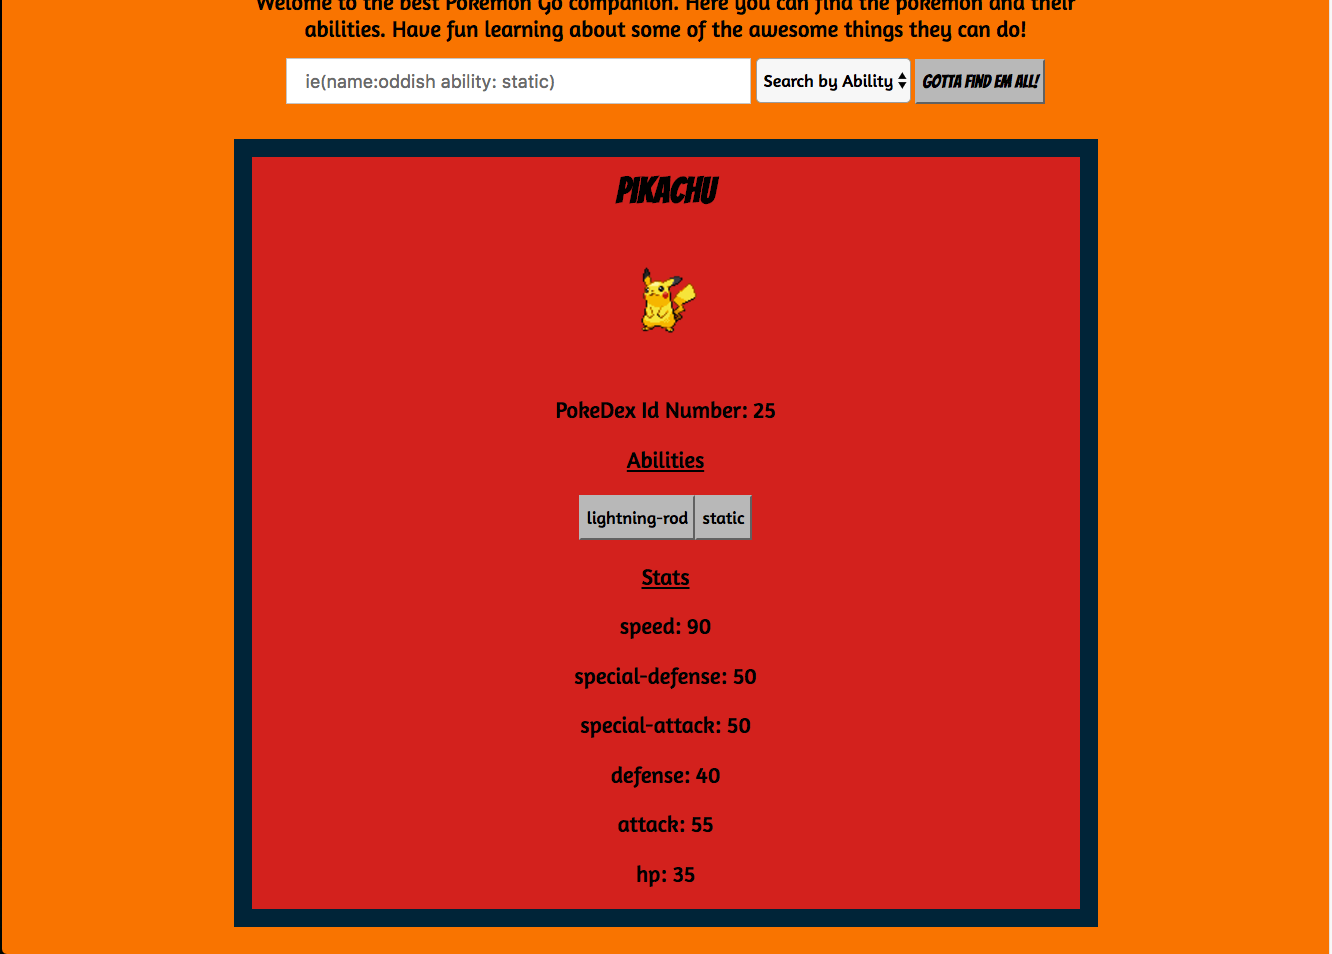 Welome to the best Pokemon Go companion. Here you can find the pokemon and their
abilities. Have fun learning about some of the awesome things they can do!
ie(name:oddish ability: static)
Search by Ability
GOTTA FIND EM ALL!
PIKACHU
PokeDex Id Number: 25
Abilities
lightning-rod static
Stats
speed: 90
special-defense: 50
special-attack: 50
defense: 40
attack: 55
hp: 35